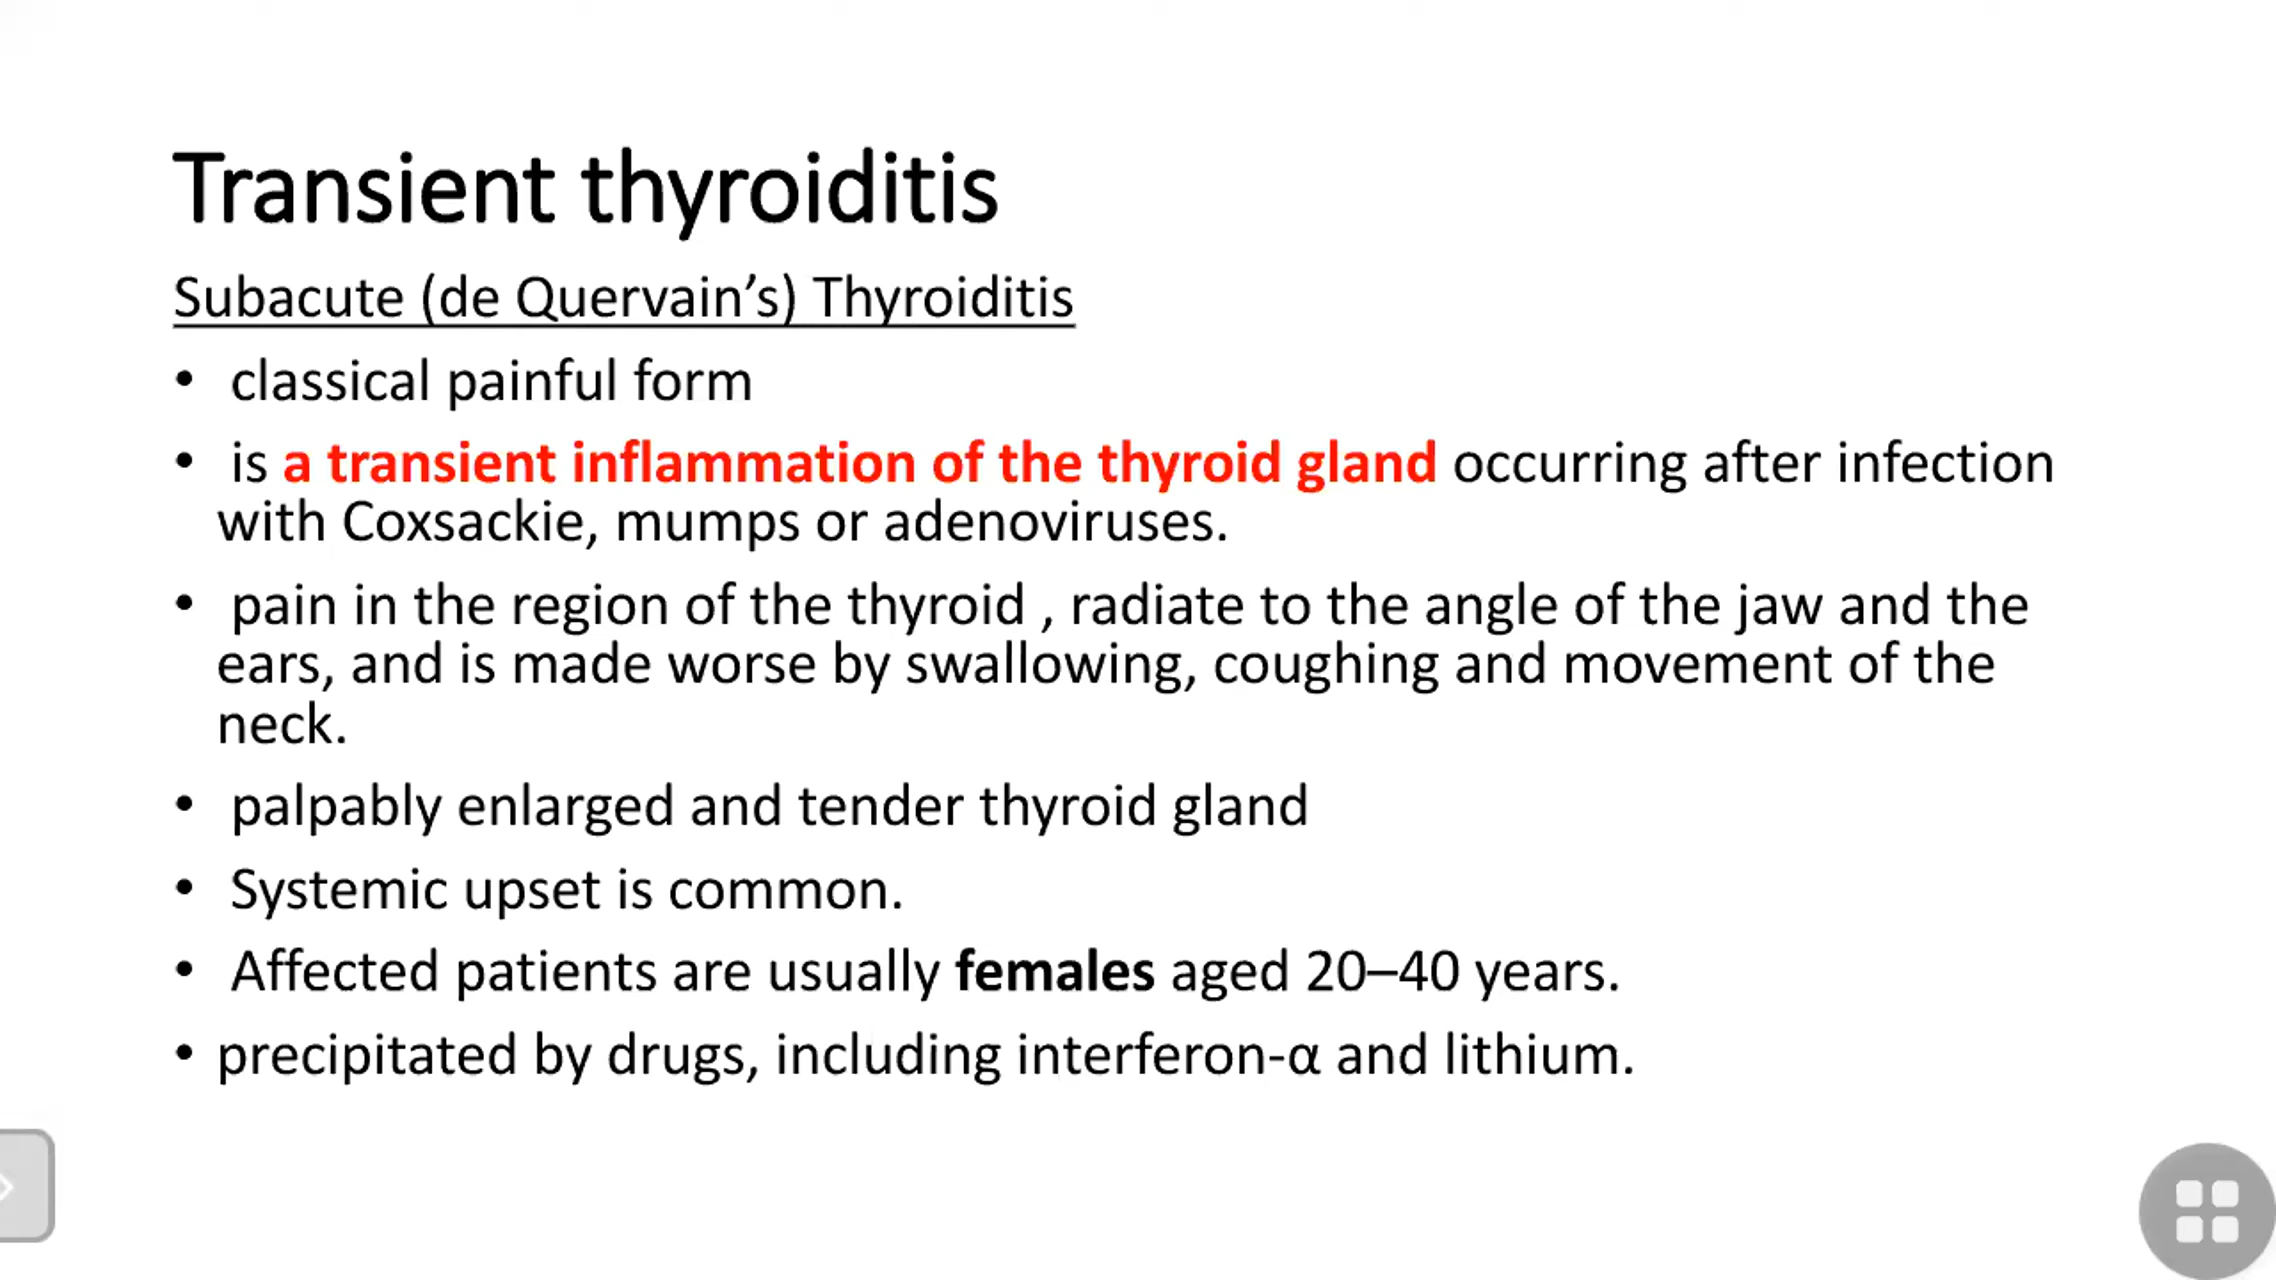 Transient thyroiditis
Subacute (de Quervain’s) Thyroiditis
• classical painful form
• is a transient inflammation of the thyroid gland occurring after infection
with Coxsackie, mumps or adenoviruses.
• pain in the region of the thyroid , radiate to the angle of the jaw and the
ears, and is made worse by swallowing, coughing and movement of the
neck.
• palpably enlarged and tender thyroid gland
• Systemic upset is common.
• Affected patients are usually females aged 20–40 years.
• precipitated by drugs, including interferon-α and lithium.